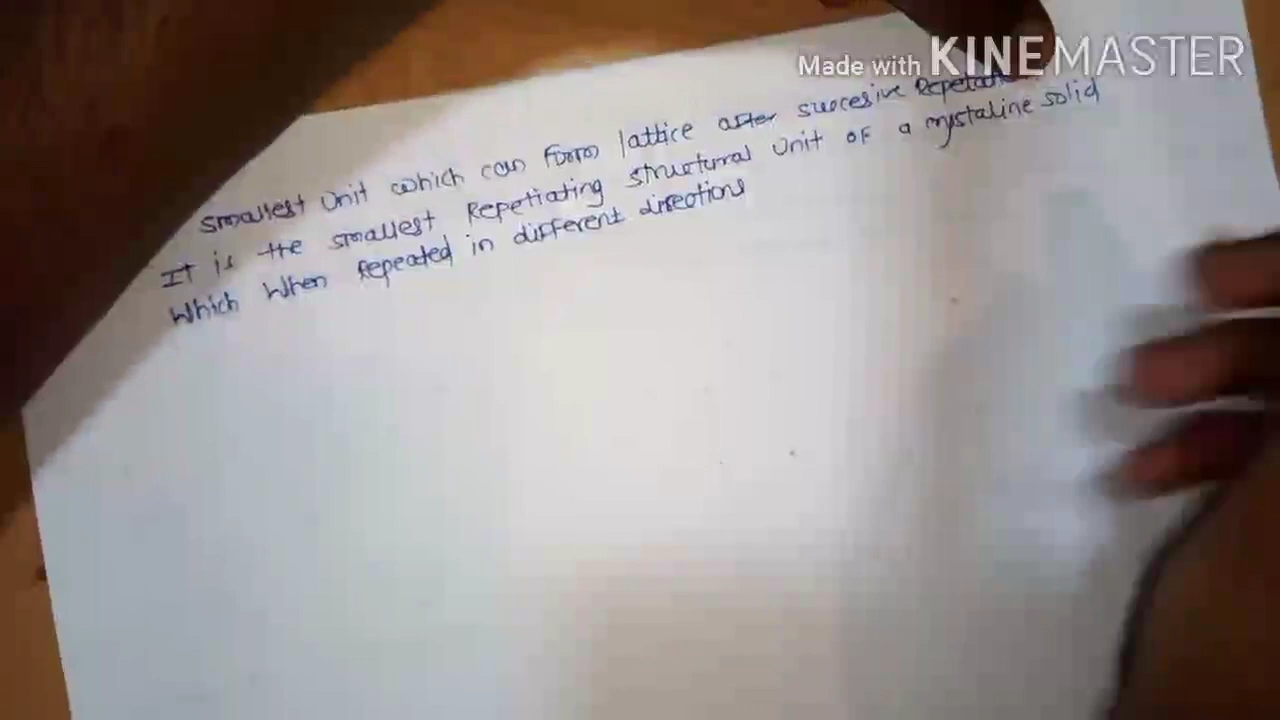 Made with KINEMASTER
smallest unit which can form lattice after succesive
It is the smallest Repetiating structural unit of a crystaline solid
which when Repeated in different directions